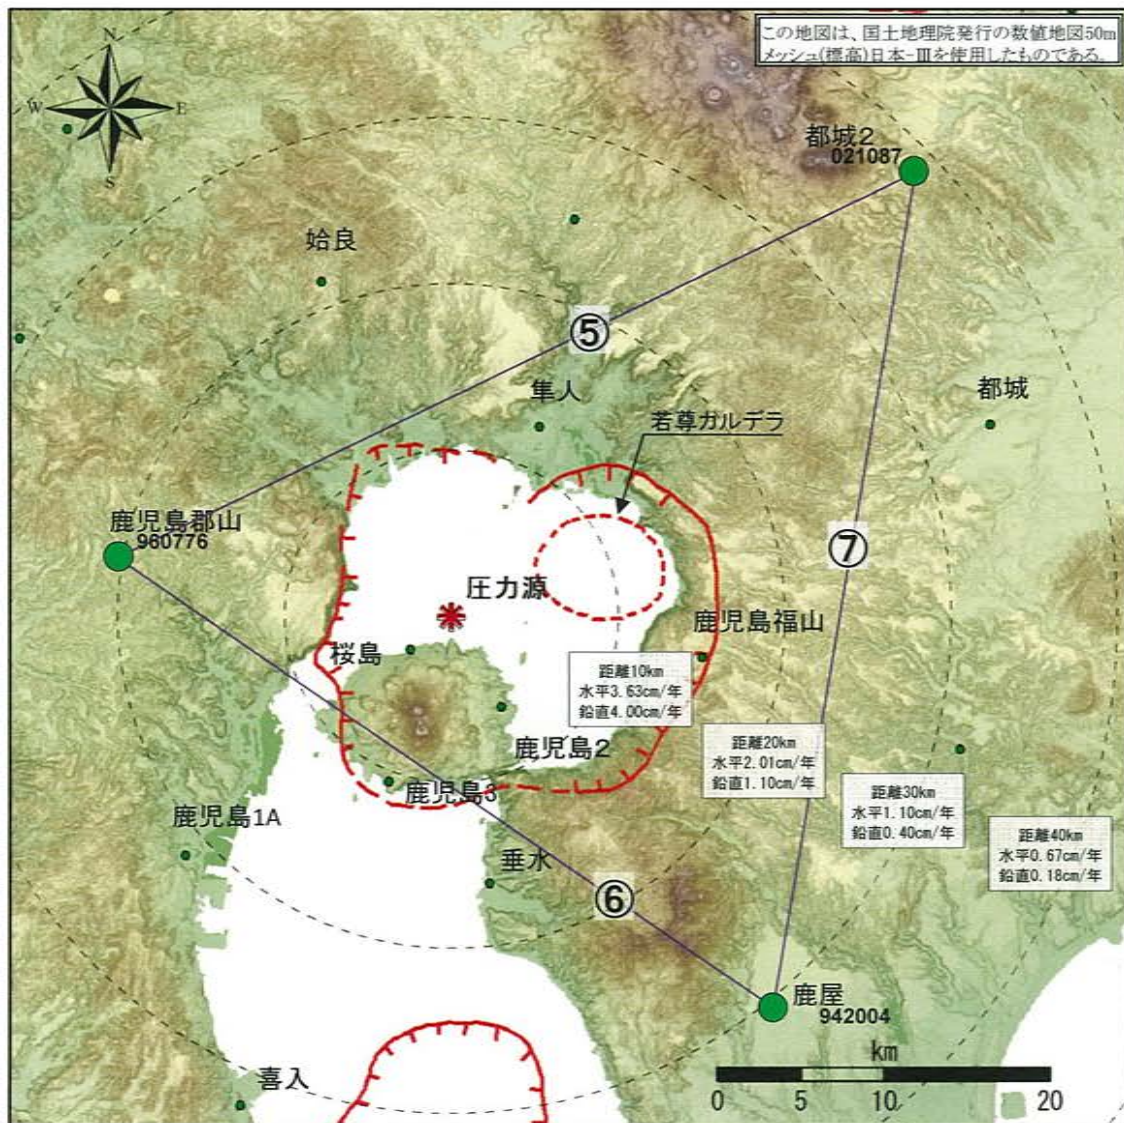 この地図は、国土地理院発行の数値地図50m
メッシュ(標高)日本-Ⅲを使用したものである。
N
W
E
S
都城2
021087
姶良
⑤
隼人
都城
若尊カルデラ
鹿児島郡山
960776
⑦
圧力源
鹿児島福山
桜島
距離10km
水平3.63cm/年
鉛直4.00cm/年
鹿児島2
距離20km
水平2.01cm/年
鉛直1.10cm/年
鹿児島3
距離30km
水平1.10cm/年
鉛直0.40cm/年
鹿児島1A
距離40km
水平0.67cm/年
鉛直0.18cm/年
垂水
⑥
鹿屋
942004
km
0 5 10 20
喜入